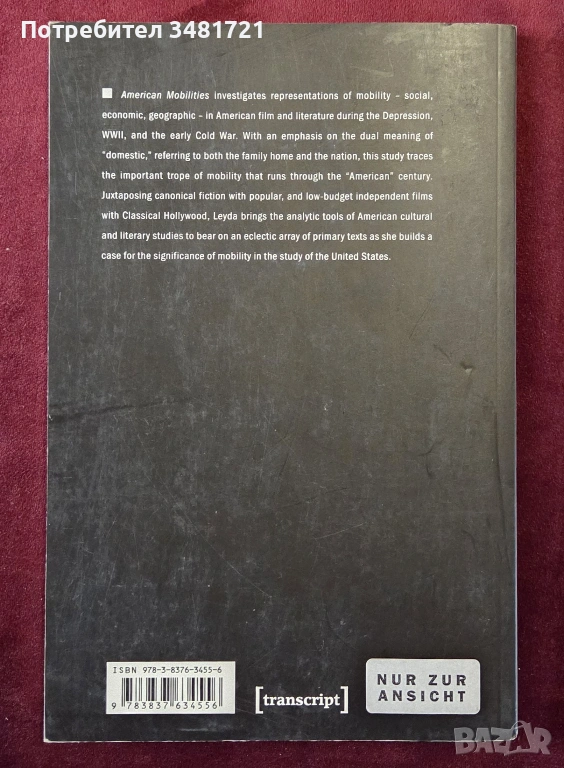 Потребител 3481721
American Mobilities investigates representations of mobility – social,
economic, geographic – in American film and literature during the Depression,
WWII, and the early Cold War. With an emphasis on the dual meaning of
"domestic," referring to both the family home and the nation, this study traces
the important trope of mobility that runs through the "American" century.
Juxtaposing canonical fiction with popular, and low-budget independent films
with Classical Hollywood, Leyda brings the analytic tools of American cultural
and literary studies to bear on an eclectic array of primary texts as she builds a
case for the significance of mobility in the study of the United States.
ISBN 978-3-8376-3455-6
9 783837 634556
[transcript]
NUR ZUR
ANSICHT
BAZAR